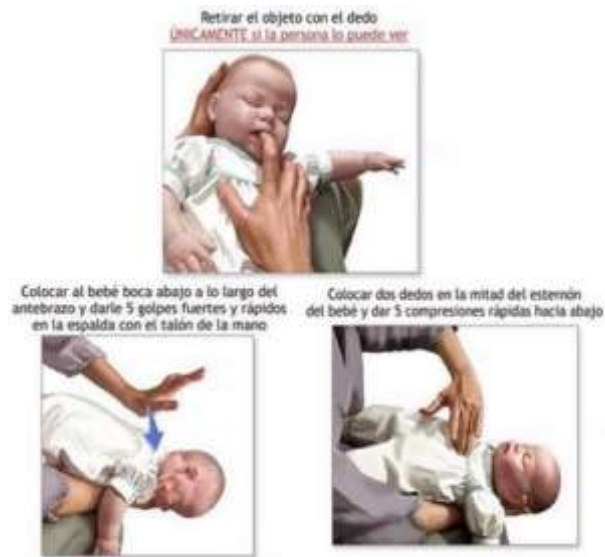 Retirar el objeto con el dedo
ÚNICAMENTE si la persona lo puede ver
Colocar al bebé boca abajo a lo largo del
antebrazo y darle 5 golpes fuertes y rápidos
en la espalda con el talón de la mano
Colocar dos dedos en la mitad del esternón
del bebé y dar 5 compresiones rápidas hacia abajo